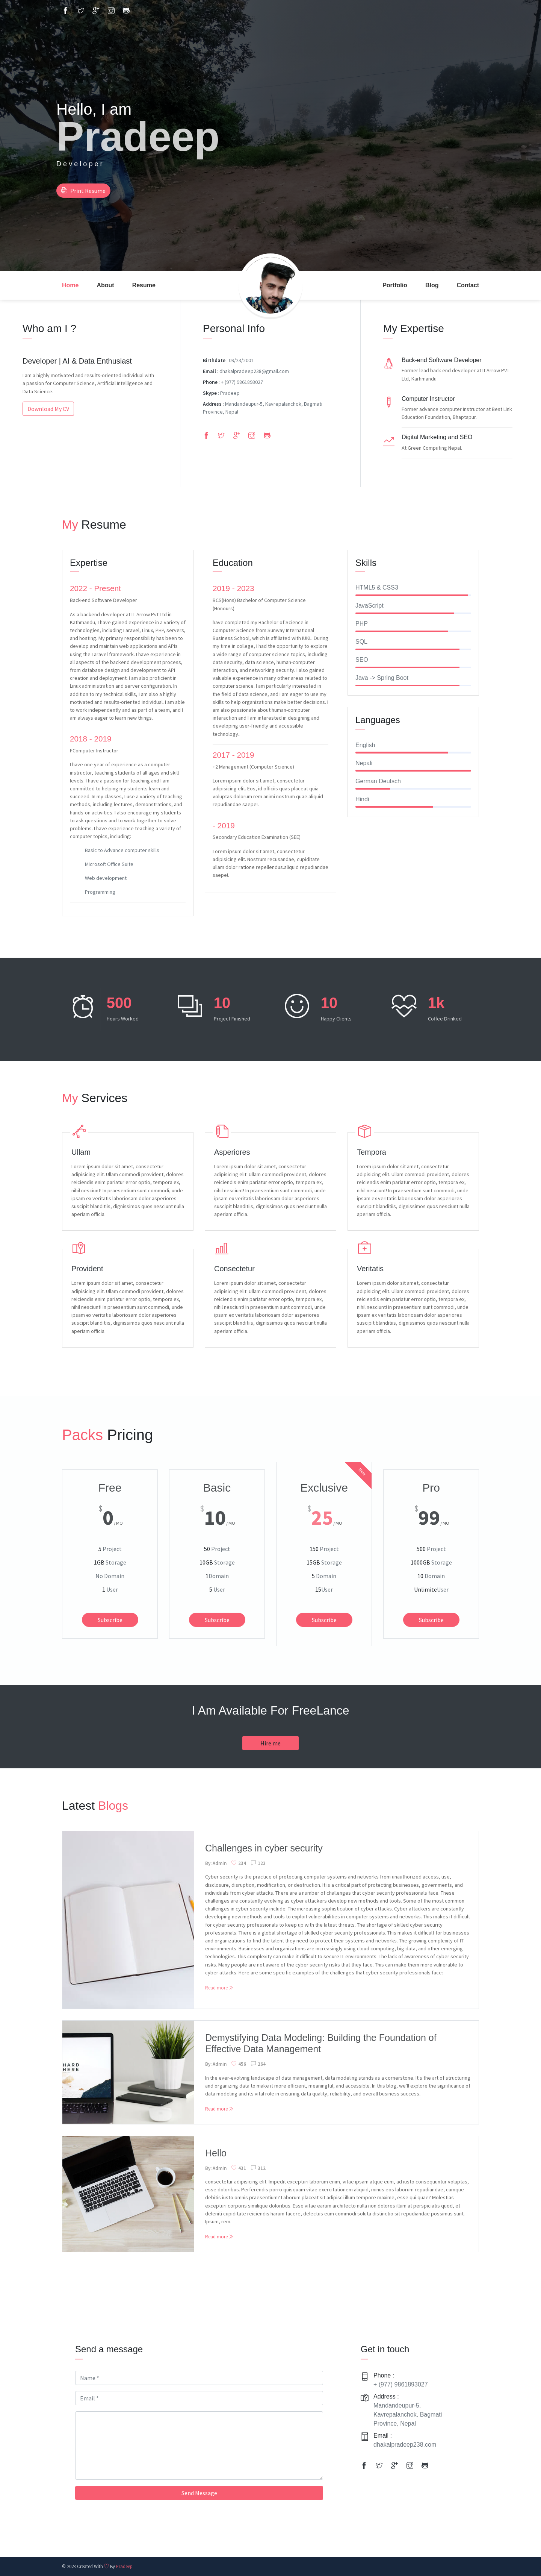 Hello, I am
Pradeep
Developer
Print Resume
Home
About
Resume
Portfolio
Blog
Contact
Who am I ?
Developer | AI & Data Enthusiast
I am a highly motivated and results-oriented individual with
a passion for Computer Science, Artificial Intelligence and
Data Science.
Download My CV
Personal Info
Birthdate : 09/23/2001
Email : dhakalpradeep238@gmail.com
Phone : + (977) 9861893027
Skype : Pradeep
Address : Mandandeupur-5, Kavrepalanchok, Bagmati
Province, Nepal
My Expertise
Back-end Software Developer
Former lead back-end developer at It Arrow PVT
Ltd, Kathmandu
Computer Instructor
Former advance computer Instructor at Best Link
Education Foundation, Bhaptapur.
Digital Marketing and SEO
At Green Computing Nepal.
My Resume
Expertise
2022 - Present
Back-end Software Developer
As a backend developer at IT Arrow Pvt Ltd in
Kathmandu, I have gained experience in a variety of
technologies, including Laravel, Linux, PHP, servers,
and hosting. My primary responsibility has been to
develop and maintain web applications and APIs
using the Laravel framework. I have experience in
all aspects of the backend development process,
from database design and development to API
creation and integration. I am also proficient in
Linux administration and server configuration. In
addition to my technical skills, I am also a highly
motivated and results-oriented individual. I am able
to work independently and as part of a team, and I
am always eager to learn new things.
2018 - 2019
FComputer Instructor
I have one year of experience as a computer
instructor, teaching students of all ages and skill
levels. I have a passion for teaching and am
committed to helping my students learn and
succeed. In my classes, I use a variety of teaching
methods, including lectures, demonstrations, and
hands-on activities. I also encourage my students
to ask questions and to work together to solve
problems. I have experience teaching a variety of
computer topics, including:
Basic to Advance computer skills
Microsoft Office Suite
Web development
Programming
Education
2019 - 2023
BCS(Hons) Bachelor of Computer Science
(Honours)
have completed my Bachelor of Science in
Computer Science from Sunway International
Business School, which is affiliated with IUKL. During
my time in college, I had the opportunity to explore
a wide range of computer science topics, including
data security, data science, human-computer
interaction, and networking security. I also gained
valuable experience in many other areas related to
computer science. I am particularly interested in
the field of data science, and I am eager to use my
skills to help organizations make better decisions. I
am also passionate about human-computer
interaction and I am interested in designing and
developing user-friendly and accessible
technology.
2017 - 2019
+2 Management (Computer Science)
Lorem ipsum dolor sit amet, consectetur
adipisicing elit. Eos, id officiis quas placeat quia
voluptas dolorum rem animi nostrum quae aliquid
repudiandae saepe!.
- 2019
Secondary Education Examination (SEE)
Lorem ipsum dolor sit amet, consectetur
adipisicing elit. Nostrum recusandae, cupiditate
ullam dolor ratione repellendus aliquid repudiandae
saepe!
Skills
HTML5 & CSS3
JavaScript
PHP
SQL
SEO
Java -> Spring Boot
Languages
English
Nepali
German Deutsch
Hindi
500
Hours Worked
10
Project Finished
10
Happy Clients
1k
Coffee Drinked
My Services
Ullam
Lorem ipsum dolor sit amet, consectetur
adipisicing elit. Ullam commodi provident, dolores
reiciendis enim pariatur error optio, tempora ex,
nihil nesciunt! In praesentium sunt commodi, unde
ipsam ex veritatis laboriosam dolor asperiores
suscipit blanditiis, dignissimos quos nesciunt nulla
aperiam officia.
Asperiores
Lorem ipsum dolor sit amet, consectetur
adipisicing elit. Ullam commodi provident, dolores
reiciendis enim pariatur error optio, tempora ex,
nihil nesciunt! In praesentium sunt commodi, unde
ipsam ex veritatis laboriosam dolor asperiores
suscipit blanditiis, dignissimos quos nesciunt nulla
aperiam officia.
Tempora
Lorem ipsum dolor sit amet, consectetur
adipisicing elit. Ullam commodi provident, dolores
reiciendis enim pariatur error optio, tempora ex,
nihil nesciunt! In praesentium sunt commodi, unde
ipsam ex veritatis laboriosam dolor asperiores
suscipit blanditiis, dignissimos quos nesciunt nulla
aperiam officia.
Provident
Lorem ipsum dolor sit amet, consectetur
adipisicing elit. Ullam commodi provident, dolores
reiciendis enim pariatur error optio, tempora ex,
nihil nesciunt! In praesentium sunt commodi, unde
ipsam ex veritatis laboriosam dolor asperiores
suscipit blanditiis, dignissimos quos nesciunt nulla
aperiam officia.
Consectetur
Lorem ipsum dolor sit amet, consectetur
adipisicing elit. Ullam commodi provident, dolores
reiciendis enim pariatur error optio, tempora ex,
nihil nesciunt! In praesentium sunt commodi, unde
ipsam ex veritatis laboriosam dolor asperiores
suscipit blanditiis, dignissimos quos nesciunt nulla
aperiam officia.
Veritatis
Lorem ipsum dolor sit amet, consectetur
adipisicing elit. Ullam commodi provident, dolores
reiciendis enim pariatur error optio, tempora ex,
nihil nesciunt! In praesentium sunt commodi, unde
ipsam ex veritatis laboriosam dolor asperiores
suscipit blanditiis, dignissimos quos nesciunt nulla
aperiam officia.
Packs Pricing
Free
$0/MO
5 Project
1GB Storage
No Domain
1 User
Subscribe
Basic
$10/MO
50 Project
10GB Storage
1Domain
5 User
Subscribe
Exclusive
$25/MO
150 Project
15GB Storage
5 Domain
15User
Subscribe
Pro
$99/MO
500 Project
1000GB Storage
10 Domain
UnlimiteUser
Subscribe
I Am Available For FreeLance
Hire me
Latest Blogs
Challenges in cyber security
By: Admin 234 123
Cyber security is the practice of protecting computer systems and networks from unauthorized access, use,
disclosure, disruption, modification, or destruction. It is a critical part of protecting businesses, governments, and
individuals from cyber attacks. There are a number of challenges that cyber security professionals face. These
challenges are constantly evolving as cyber attackers develop new methods and tools. Some of the most common
challenges in cyber security include: The increasing sophistication of cyber attacks: Cyber attackers are constantly
developing new methods and tools to exploit vulnerabilities in computer systems and networks. This makes it difficult
for cyber security professionals to keep up with the latest threats. The shortage of skilled cyber security
professionals: There is a global shortage of skilled cyber security professionals. This makes it difficult for businesses
and organizations to find the talent they need to protect their systems and networks. The growing complexity of IT
environments: Businesses and organizations are increasingly using cloud computing, big data, and other emerging
technologies. This complexity can make it difficult to secure IT environments. The lack of awareness of cyber security
risks: Many people are not aware of the cyber security risks that they face. This can make them more vulnerable to
cyber attacks. Here are some specific examples of the challenges that cyber security professionals face:
Read more
HARD
HERE
Demystifying Data Modeling: Building the Foundation of
Effective Data Management
By: Admin 456 264
In the ever-evolving landscape of data management, data modeling stands as a cornerstone. It's the art of structuring
and organizing data to make it more efficient, meaningful, and accessible. In this blog, we'll explore the significance of
data modeling and its vital role in ensuring data quality, reliability, and overall business success..
Read more
Hello
By: Admin 431 312
consectetur adipisicing elit. Impedit excepturi laborum enim, vitae ipsam atque eum, ad iusto consequuntur voluptas,
esse doloribus. Perferendis porro quisquam vitae exercitationem aliquid, minus eos laborum repudiandae, cumque
debitis iusto omnis praesentium? Laborum placeat sit adipisci illum tempore maxime, esse qui quae? Molestias
excepturi corporis similique doloribus. Esse vitae earum architecto nulla non dolores illum at perspiciatis quod, et
deleniti cupiditate reiciendis harum facere, delectus eum commodi soluta distinctio sit repudiandae possimus sunt.
Ipsum, rem.
Read more
Send a message
Name *
Email *
Send Message
Get in touch
Phone :
+ (977) 9861893027
Address :
Mandandeupur-5,
Kavrepalanchok, Bagmati
Province, Nepal
Email :
dhakalpradeep238.com
© 2023 Created With By Pradeep